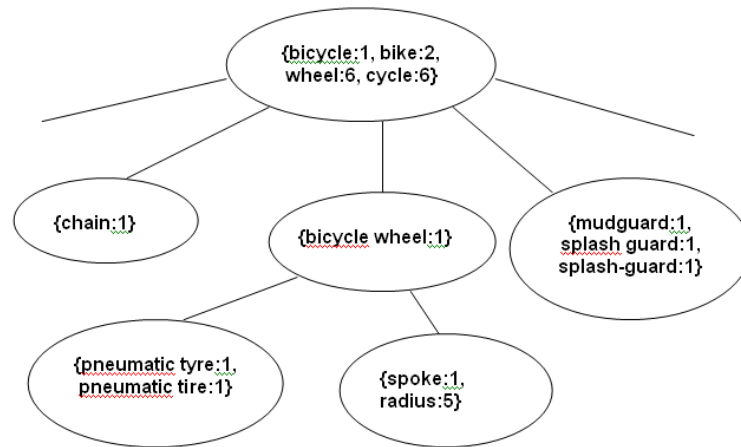 {bicycle:1, bike:2,
wheel:6, cycle:6}
{chain:1}
{bicycle wheel:1}
{mudguard:1,
splash guard:1,
splash-guard:1}
{pneumatic tyre:1,
pneumatic tire:1}
{spoke:1,
radius:5}